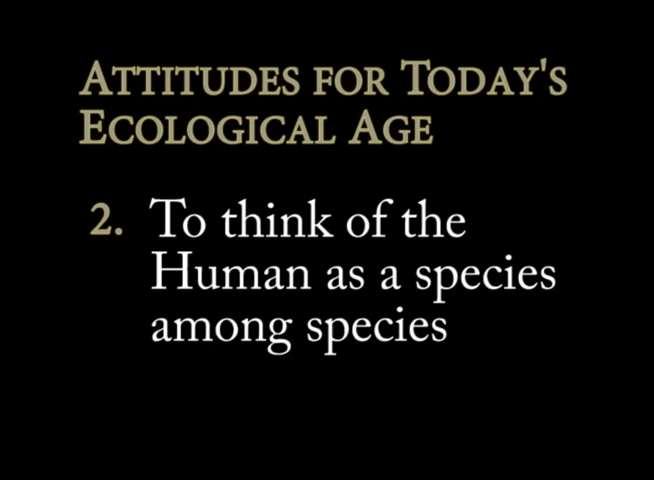 Attitudes for Today's
Ecological Age
2. To think of the
Human as a species
among species